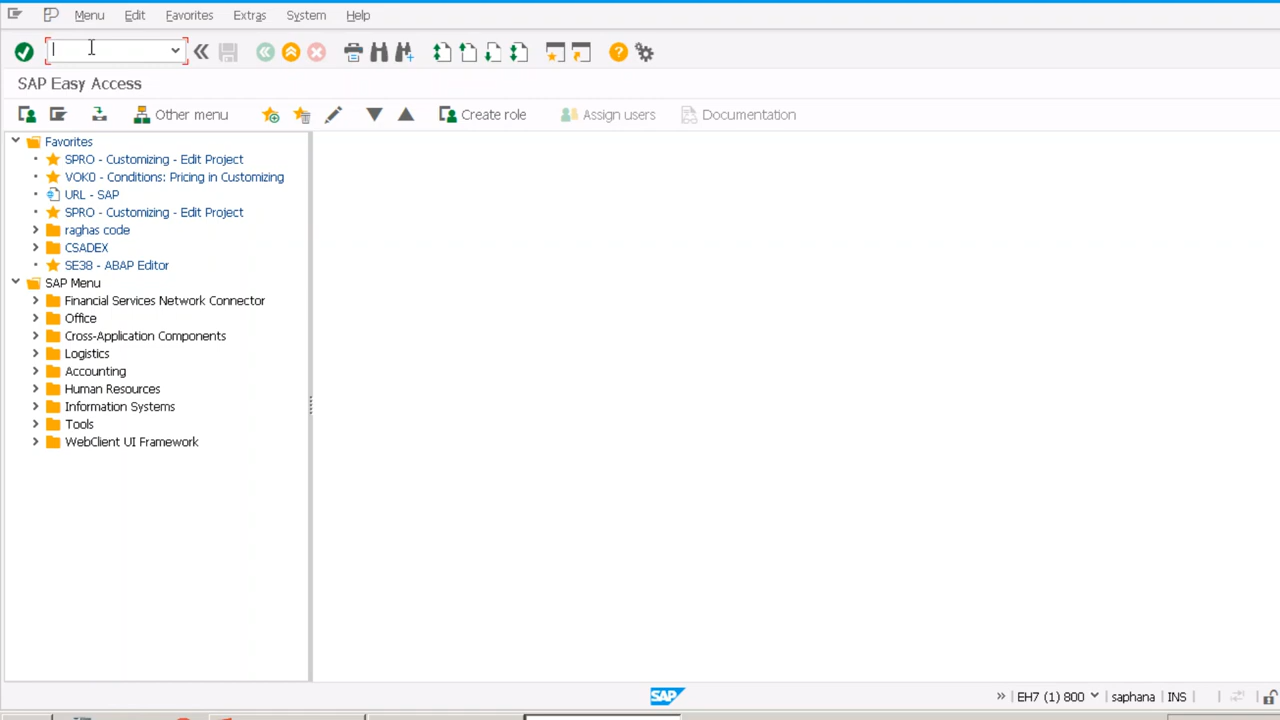 Menu Edit Favorites Extras System Help
SAP Easy Access
Other menu Create role Assign users Documentation
Favorites
SPRO - Customizing - Edit Project
VOK0 - Conditions: Pricing in Customizing
URL - SAP
SPRO - Customizing - Edit Project
raghas code
CSADEX
SE38 - ABAP Editor
SAP Menu
Financial Services Network Connector
Office
Cross-Application Components
Logistics
Accounting
Human Resources
Information Systems
Tools
WebClient UI Framework
SAP EH7 (1) 800 saphana INS